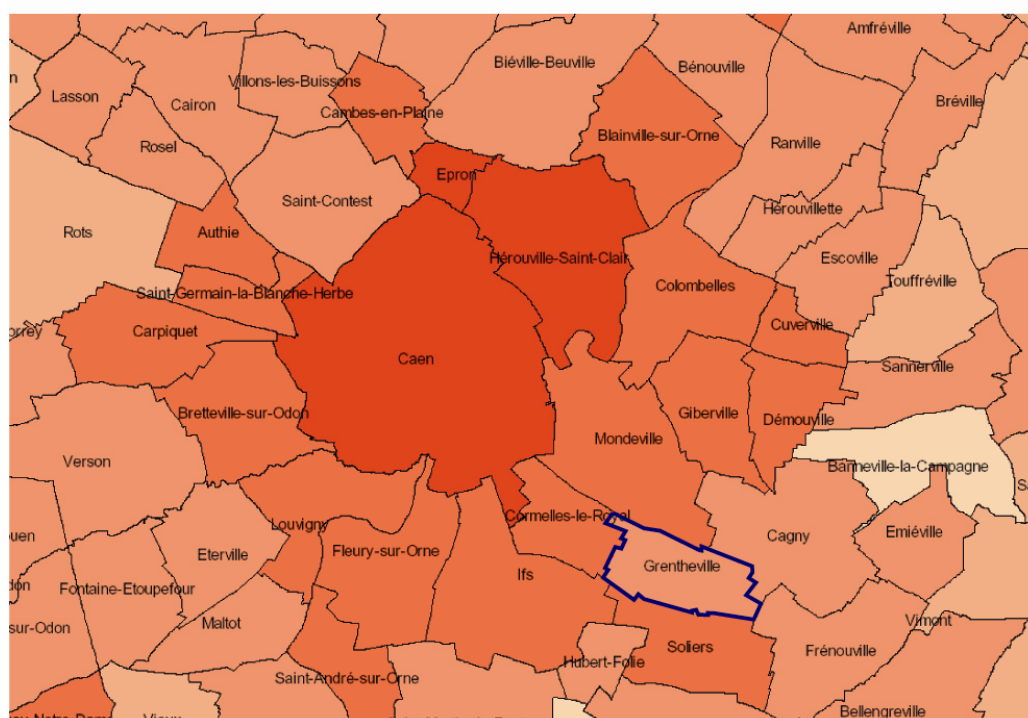 Amfréville
Biéville-Beuville
Bénouville
Villons-les-Buissons
Lasson
Cairon
Bréville
Cambes-en-Plaine
Blainville-sur-Orne
Rosel
Ranville
Epron
Saint-Contest
Hérouvillette
Rots
Authie
Hérouville-Saint-Clair
Escoville
Touffréville
Colombelles
Saint-Germain-la-Blanche-Herbe
Cuverville
Carpiquet
Caen
Sannerville
Bretteville-sur-Odon
Giberville
Démouville
Mondeville
Verson
Banneville-la-Campagne
Cormelles-le-Royal
Louvigny
Cagny
Emiéville
Eterville
Fleury-sur-Orne
Grentheville
Ifs
Fontaine-Etoupefour
Maltot
Vimont
sur-Odon
Soliers
Frénouville
Hubert-Folie
Saint-André-sur-Orne
Bellengreville